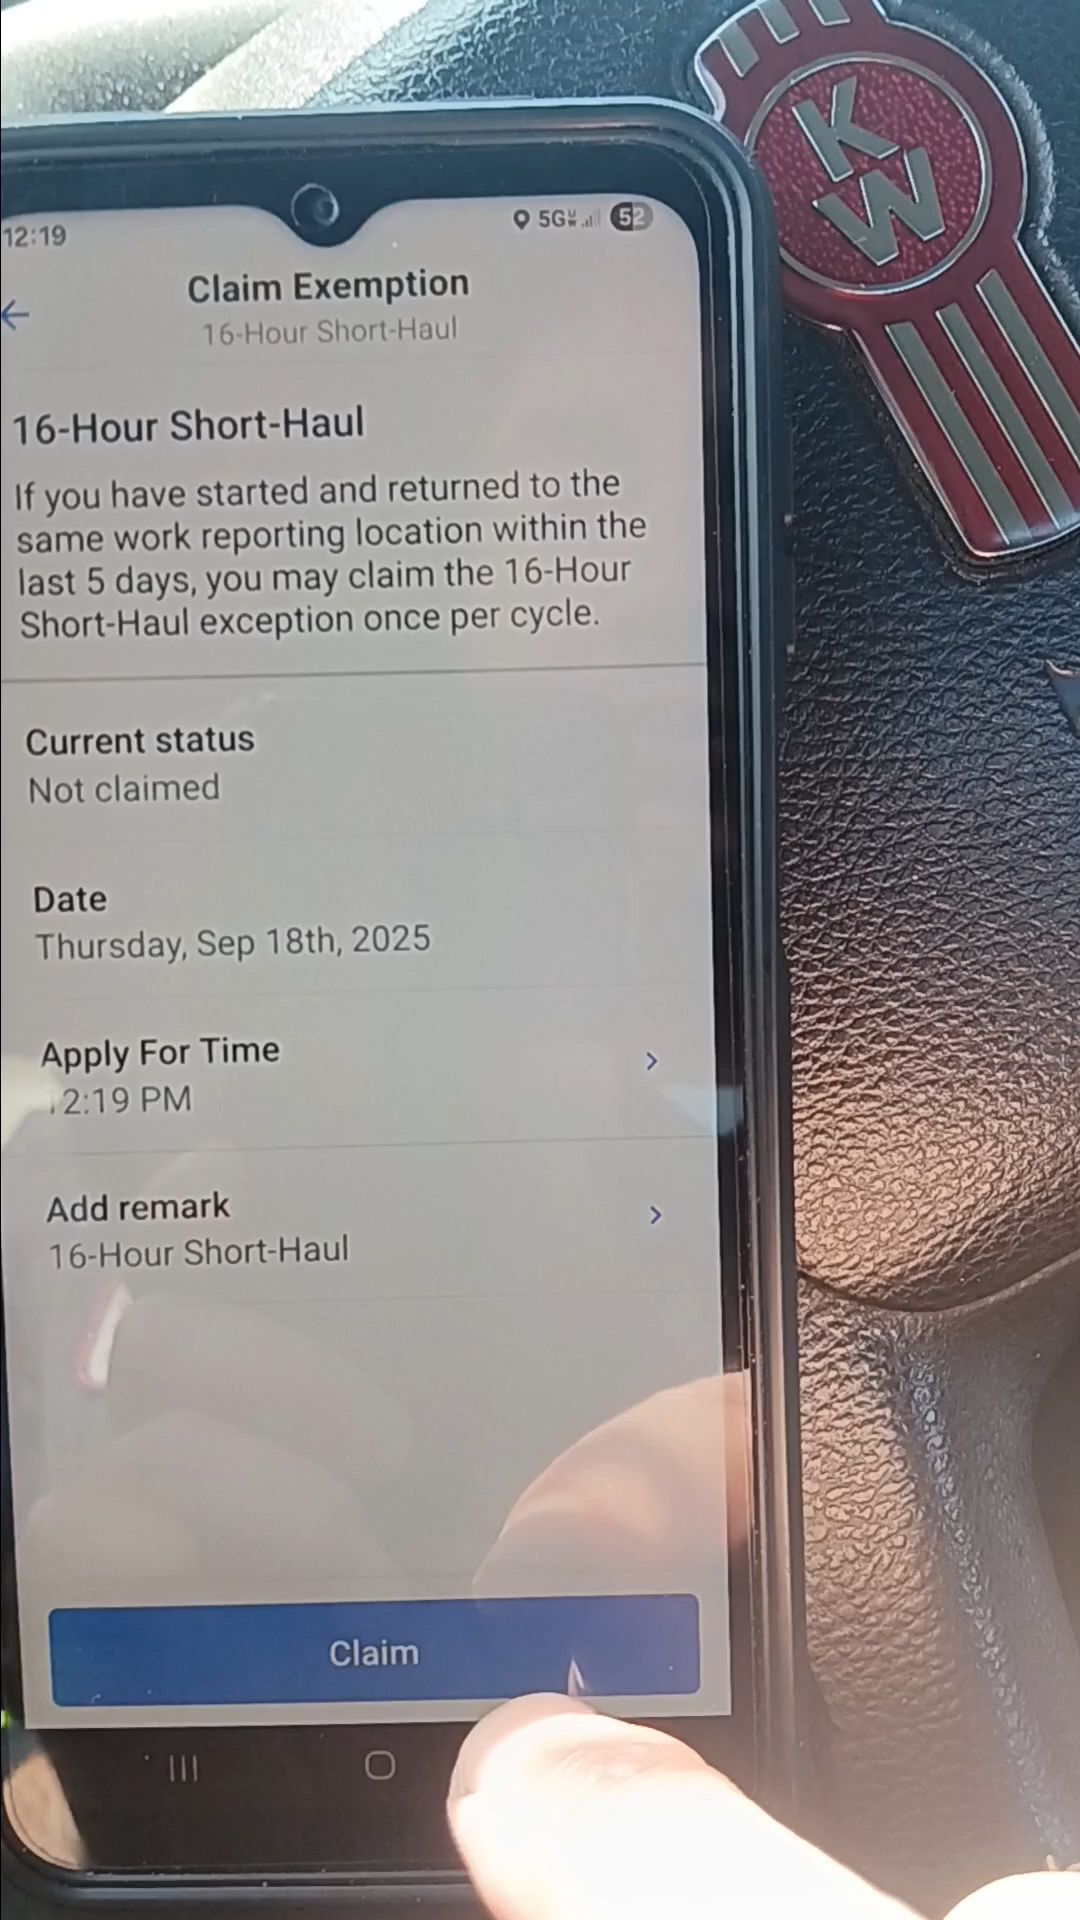 12:19
5G 52
Claim Exemption
16-Hour Short-Haul
16-Hour Short-Haul
If you have started and returned to the
same work reporting location within the
last 5 days, you may claim the 16-Hour
Short-Haul exception once per cycle.
Current status
Not claimed
Date
Thursday, Sep 18th, 2025
Apply For Time
12:19 PM
Add remark
16-Hour Short-Haul
Claim
KW